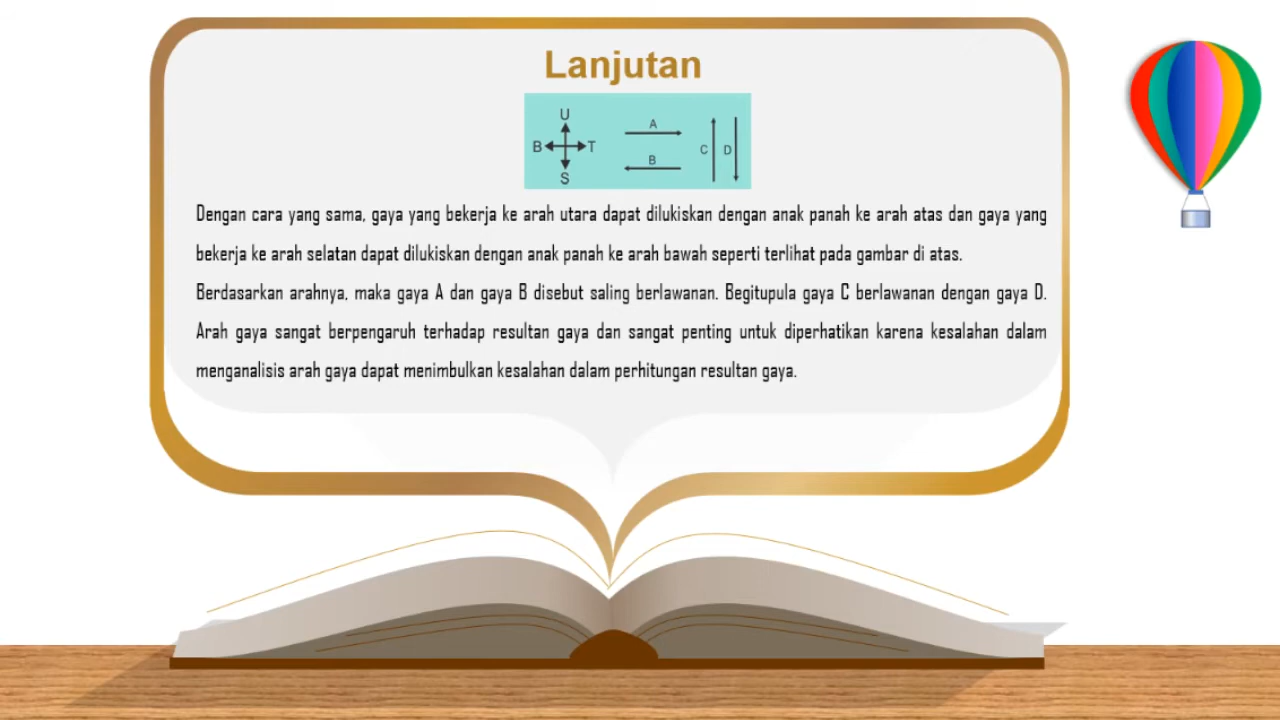 Lanjutan
U
B T
S
A
B
C D
Dengan cara yang sama, gaya yang bekerja ke arah utara dapat dilukiskan dengan anak panah ke arah atas dan gaya yang
bekerja ke arah selatan dapat dilukiskan dengan anak panah ke arah bawah seperti terlihat pada gambar di atas.
Berdasarkan arahnya, maka gaya A dan gaya B disebut saling berlawanan. Begitupula gaya C berlawanan dengan gaya D.
Arah gaya sangat berpengaruh terhadap resultan gaya dan sangat penting untuk diperhatikan karena kesalahan dalam
menganalisis arah gaya dapat menimbulkan kesalahan dalam perhitungan resultan gaya.